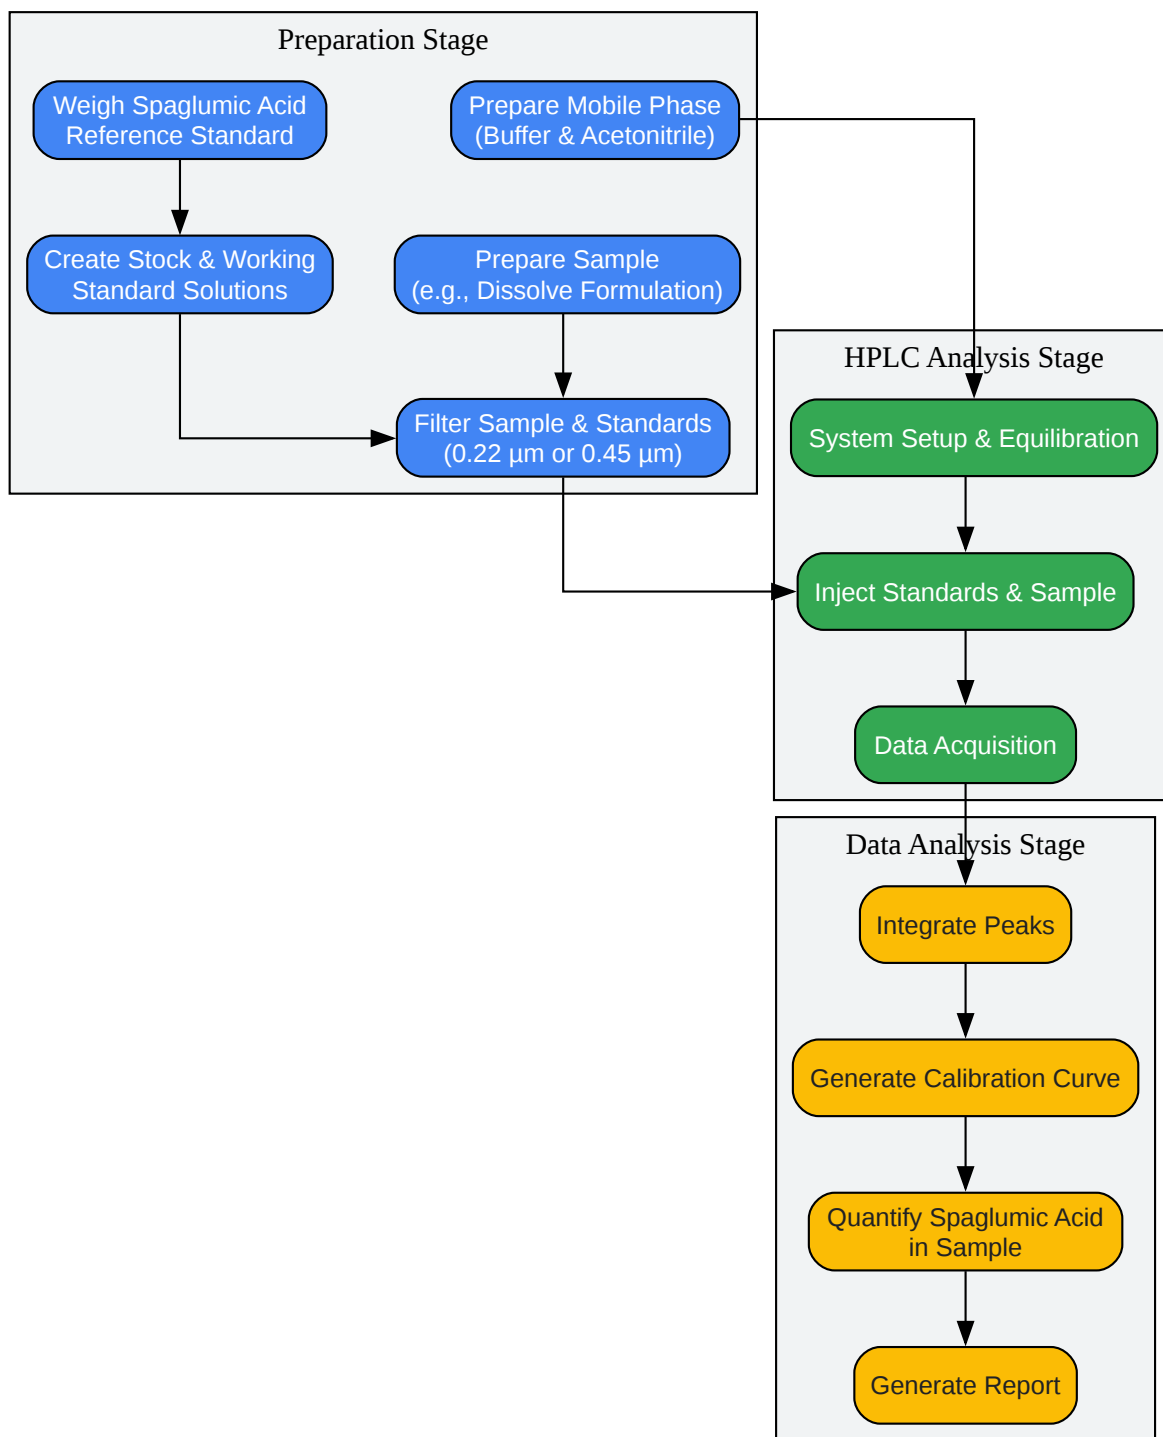 Preparation Stage
Weigh Spaglumic Acid
Reference Standard
Prepare Mobile Phase
(Buffer & Acetonitrile)
Create Stock & Working
Standard Solutions
Prepare Sample
(e.g., Dissolve Formulation)
Filter Sample & Standards
(0.22 µm or 0.45 µm)
HPLC Analysis Stage
System Setup & Equilibration
Inject Standards & Sample
Data Acquisition
Data Analysis Stage
Integrate Peaks
Generate Calibration Curve
Quantify Spaglumic Acid
in Sample
Generate Report